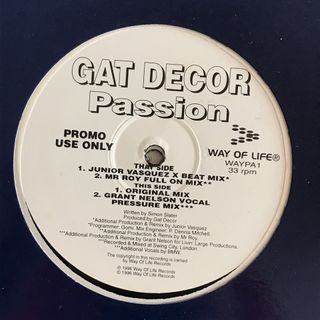 GAT DECOR
Passion
PROMO
USE ONLY
WAY OF LIFE®
WAYPA1
33 rpm
THAT SIDE
1. JUNIOR VASQUEZ X BEAT MIX*
2. MR ROY FULL ON MIX**
THIS SIDE
1. ORIGINAL MIX
2. GRANT NELSON VOCAL
PRESSURE MIX***
Written by Simon Slater
Produced by Gat Decor
*Additional Production & Remix by Junior Vasquez
*Programmer: Gomi. Mix Engineer: P. Dennis Mitchell.
**Additional Production & Remix by Mr Roy.
***Additional Production & Remix by Grant Nelson for Livin' Large Productions.
***Recorded & Mixed at Swing City, London.
***Additional Vocals by BMW.
The copyright in this recording is owned
by Way Of Life Records
℗ 1996 Way Of Life Records
© 1996 Way Of Life Records